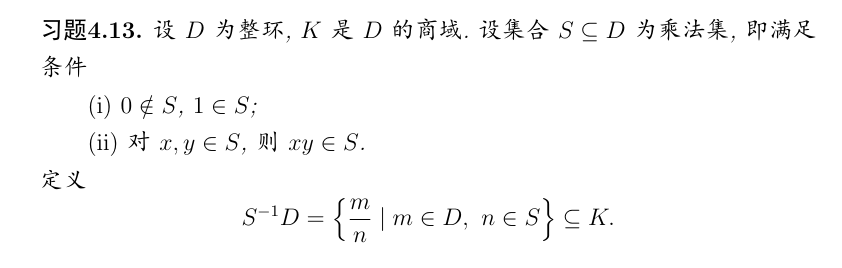 习题4.13. 设 D 为整环, K 是 D 的商域. 设集合 S ⊆ D 为乘法集, 即满足
条件
(i) 0 ∉ S, 1 ∈ S;
(ii) 对 x, y ∈ S, 则 xy ∈ S.
定义
S⁻¹D = { m/n | m ∈ D, n ∈ S } ⊆ K.